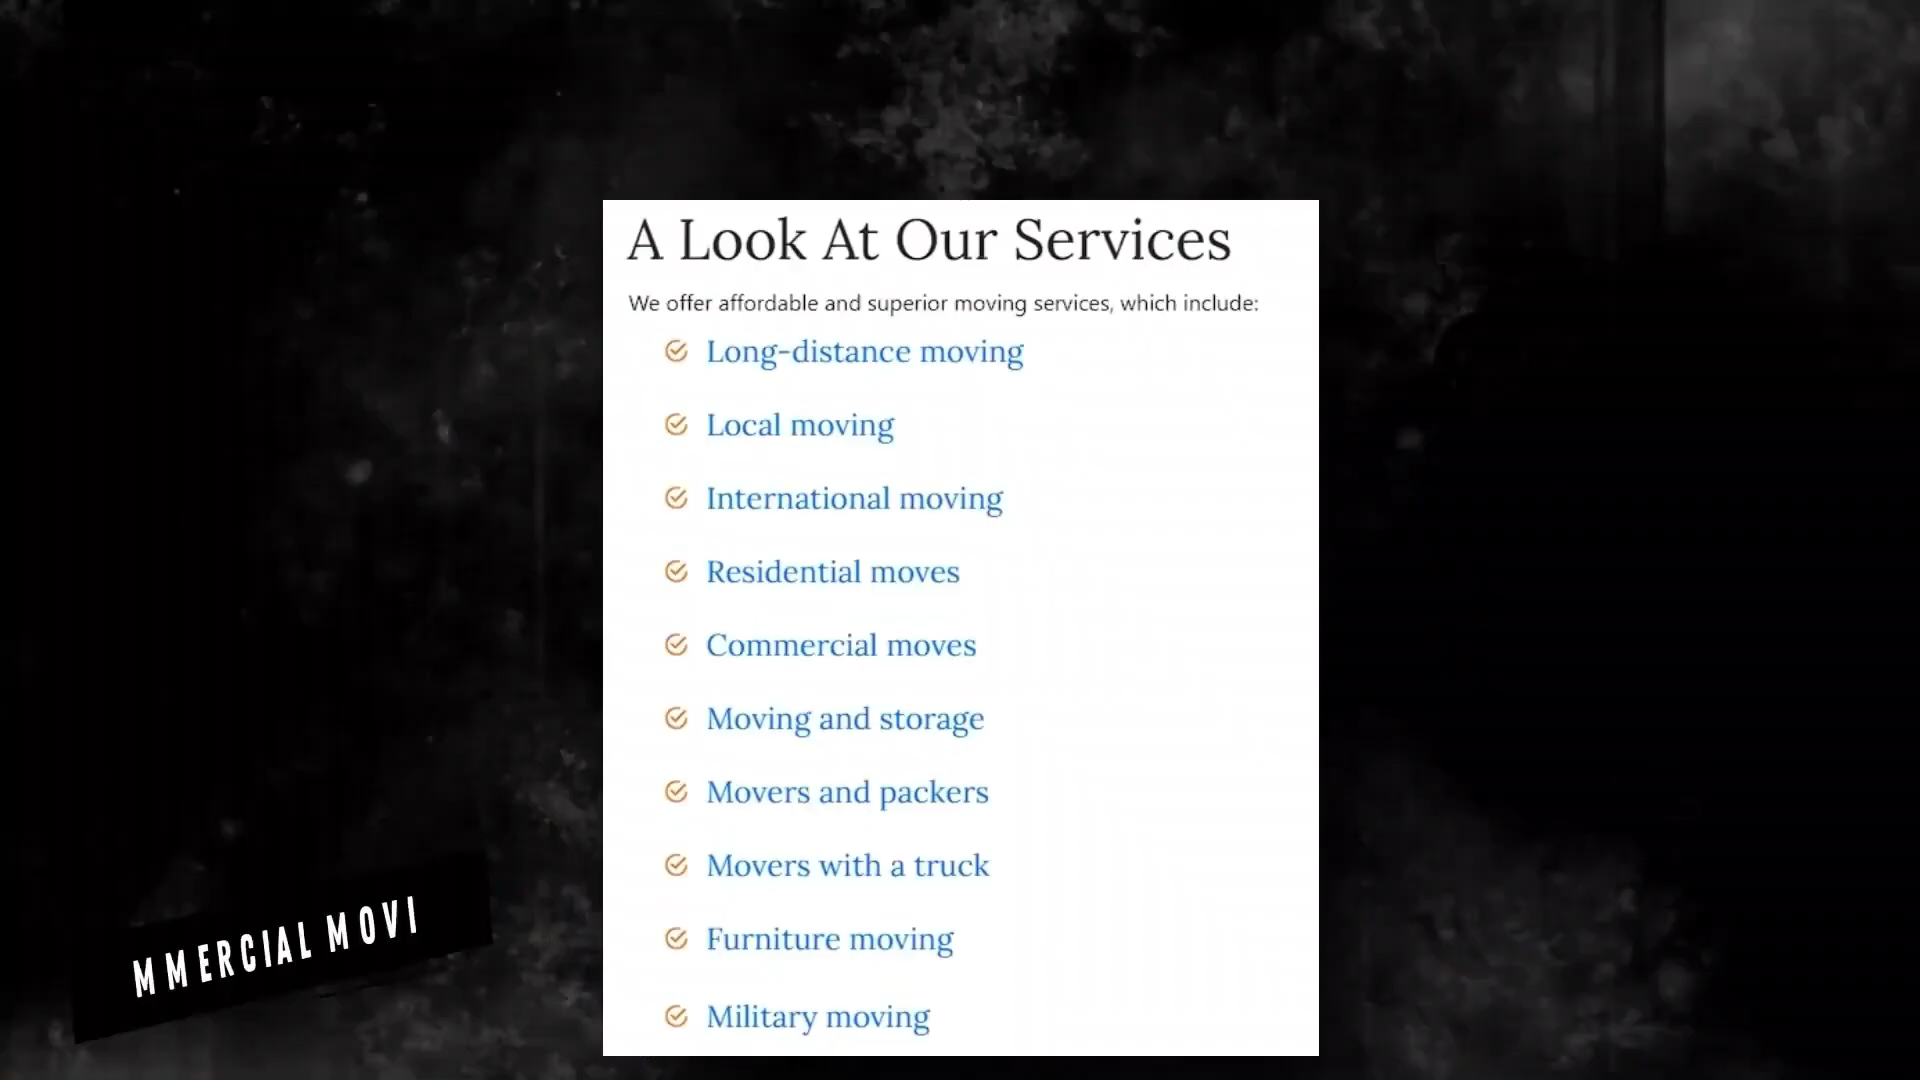 A Look At Our Services
We offer affordable and superior moving services, which include:
Long-distance moving
Local moving
International moving
Residential moves
Commercial moves
Moving and storage
Movers and packers
Movers with a truck
Furniture moving
Military moving
MMERCIAL MOVI